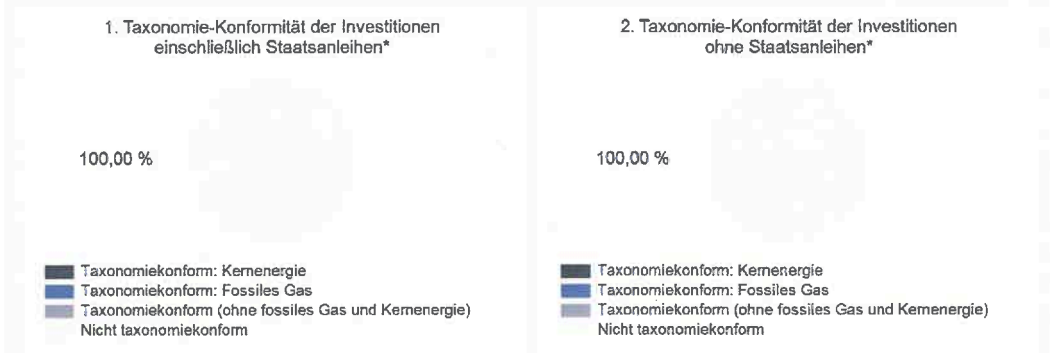 1. Taxonomie-Konformität der Investitionen
einschließlich Staatsanleihen*
100,00 %
Taxonomiekonform: Kernenergie
Taxonomiekonform: Fossiles Gas
Taxonomiekonform (ohne fossiles Gas und Kernenergie)
Nicht taxonomiekonform
2. Taxonomie-Konformität der Investitionen
ohne Staatsanleihen*
100,00 %
Taxonomiekonform: Kernenergie
Taxonomiekonform: Fossiles Gas
Taxonomiekonform (ohne fossiles Gas und Kernenergie)
Nicht taxonomiekonform